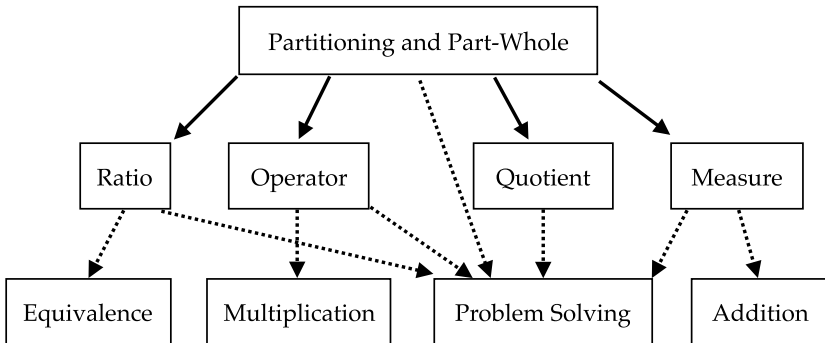 Partitioning and Part-Whole
Ratio
Operator
Quotient
Measure
Equivalence
Multiplication
Problem Solving
Addition